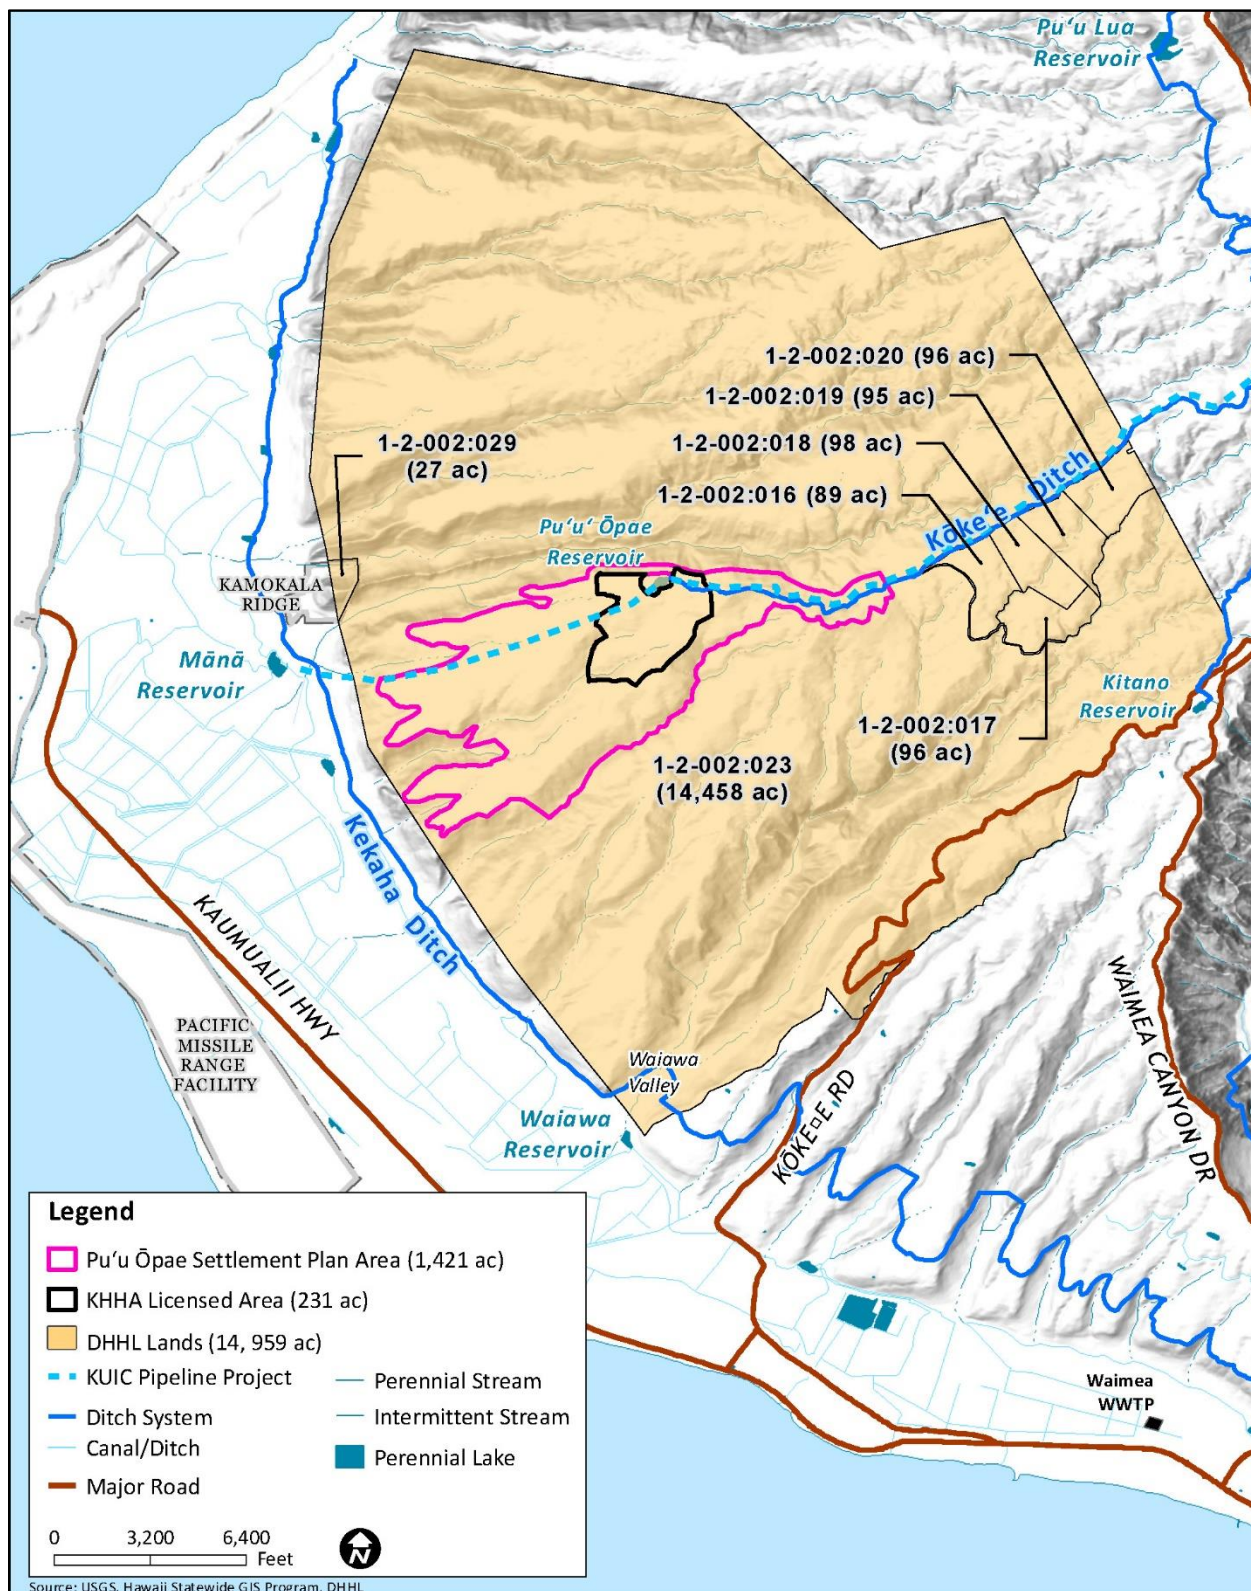 Pu‘u Lua
Reservoir
1-2-002:020 (96 ac)
1-2-002:019 (95 ac)
1-2-002:029
(27 ac)
1-2-002:018 (98 ac)
1-2-002:016 (89 ac)
Kōke‘e Ditch
Pu‘u‘ Ōpae
Reservoir
KAMOKALA
RIDGE
Mānā
Reservoir
Kitano
Reservoir
1-2-002:017
(96 ac)
1-2-002:023
(14,458 ac)
Kekaha Ditch
KAUMUALII HWY
WAIMEA CANYON DR
PACIFIC
MISSILE
RANGE
FACILITY
Waiawa
Valley
Waiawa
Reservoir
KŌKE▫E RD
Legend
Pu‘u Ōpae Settlement Plan Area (1,421 ac)
KHHA Licensed Area (231 ac)
DHHL Lands (14, 959 ac)
KUIC Pipeline Project
Ditch System
Canal/Ditch
Major Road
Perennial Stream
Intermittent Stream
Perennial Lake
0 3,200 6,400
Feet
N
Waimea
WWTP
Source: USGS, Hawaii Statewide GIS Program, DHHL